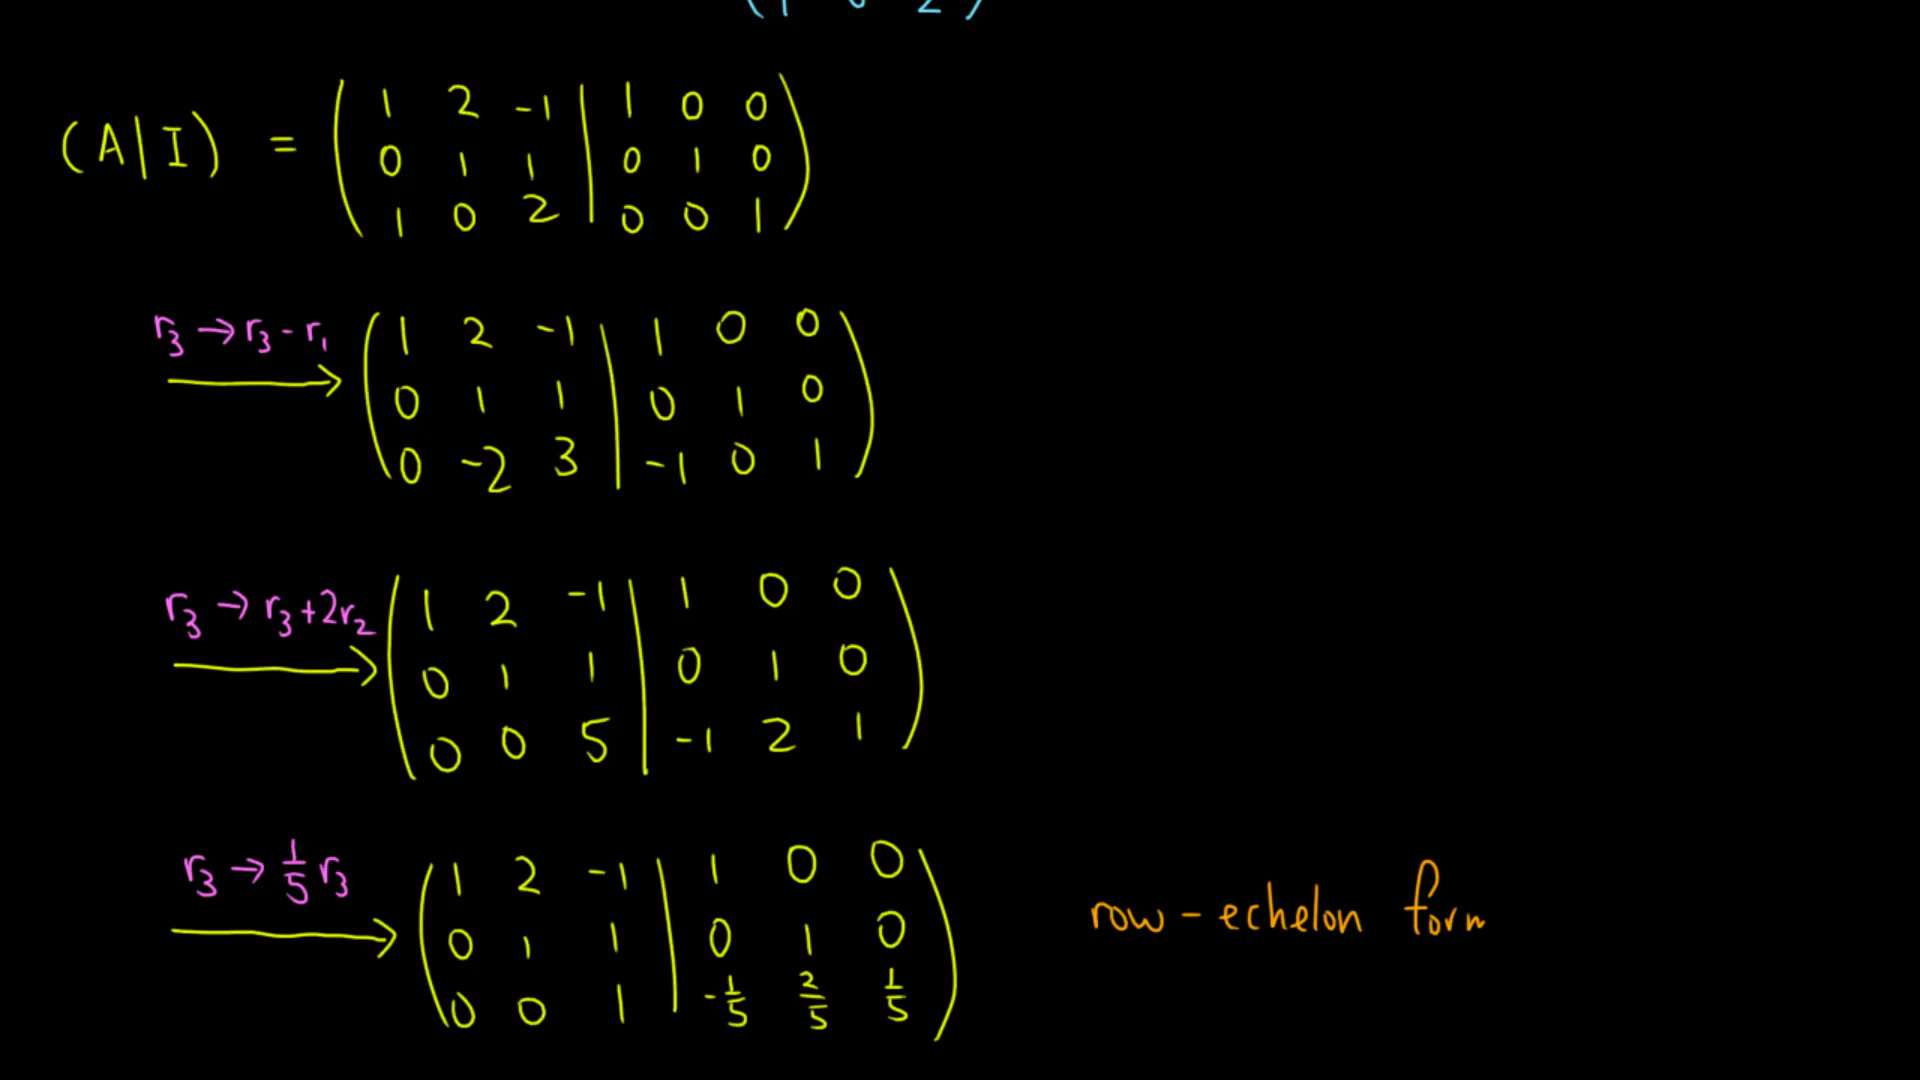 (A|I) = ( 1 2 -1 | 1 0 0 )
0 1 1 | 0 1 0
1 0 2 | 0 0 1
r₃ → r₃ - r₁ ( 1 2 -1 | 1 0 0 )
0 1 1 | 0 1 0
0 -2 3 | -1 0 1
r₃ → r₃+2r₂ ( 1 2 -1 | 1 0 0 )
0 1 1 | 0 1 0
0 0 5 | -1 2 1
r₃ → 1/5 r₃ ( 1 2 -1 | 1 0 0 )
0 1 1 | 0 1 0
0 0 1 | -1/5 2/5 1/5
row-echelon form